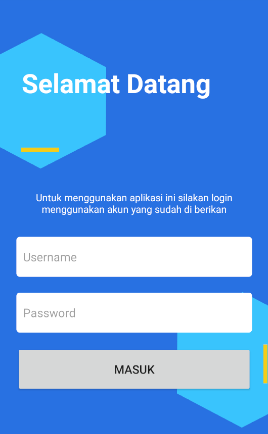 Selamat Datang
Untuk menggunakan aplikasi ini silakan login
menggunakan akun yang sudah di berikan
Username
Password
MASUK